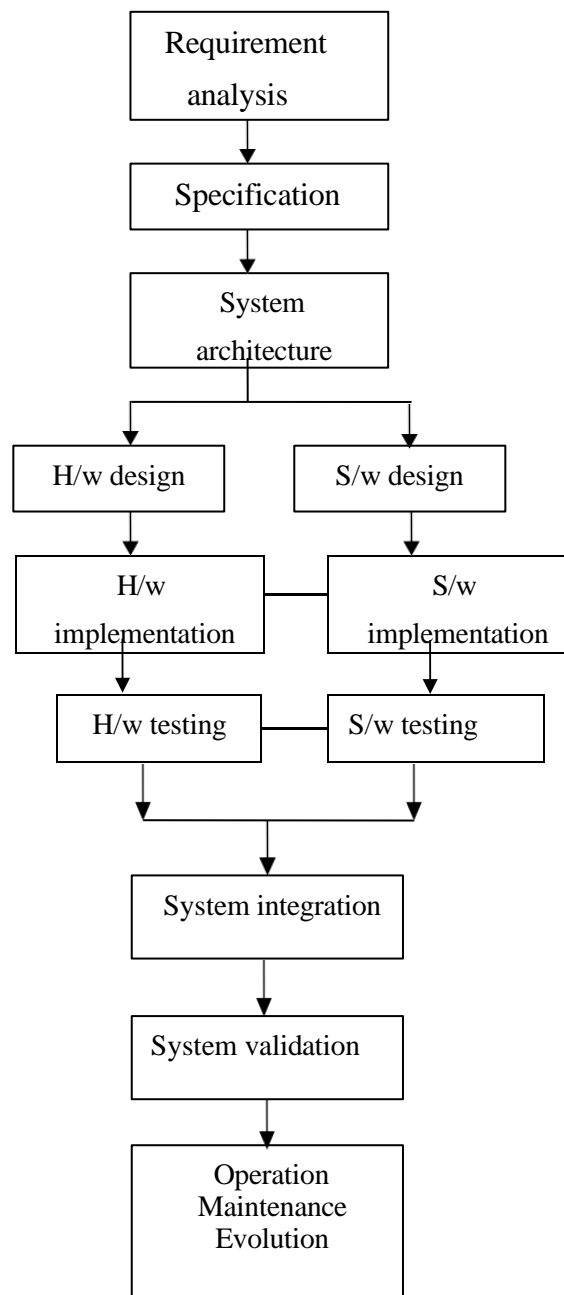 Requirement
analysis
Specification
System
architecture
H/w design
S/w design
H/w
implementation
S/w
implementation
H/w testing
S/w testing
System integration
System validation
Operation
Maintenance
Evolution